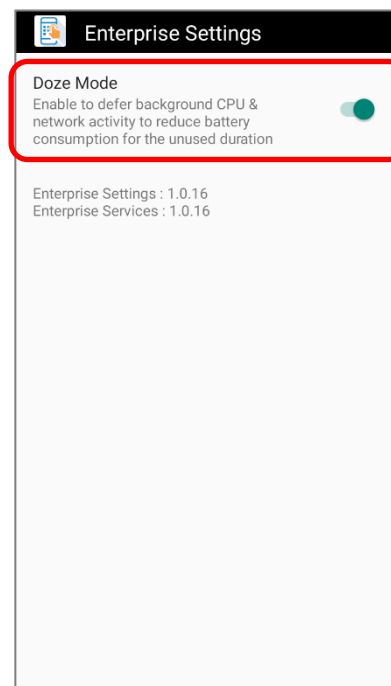 Enterprise Settings
Doze Mode
Enable to defer background CPU &
network activity to reduce battery
consumption for the unused duration
Enterprise Settings : 1.0.16
Enterprise Services : 1.0.16